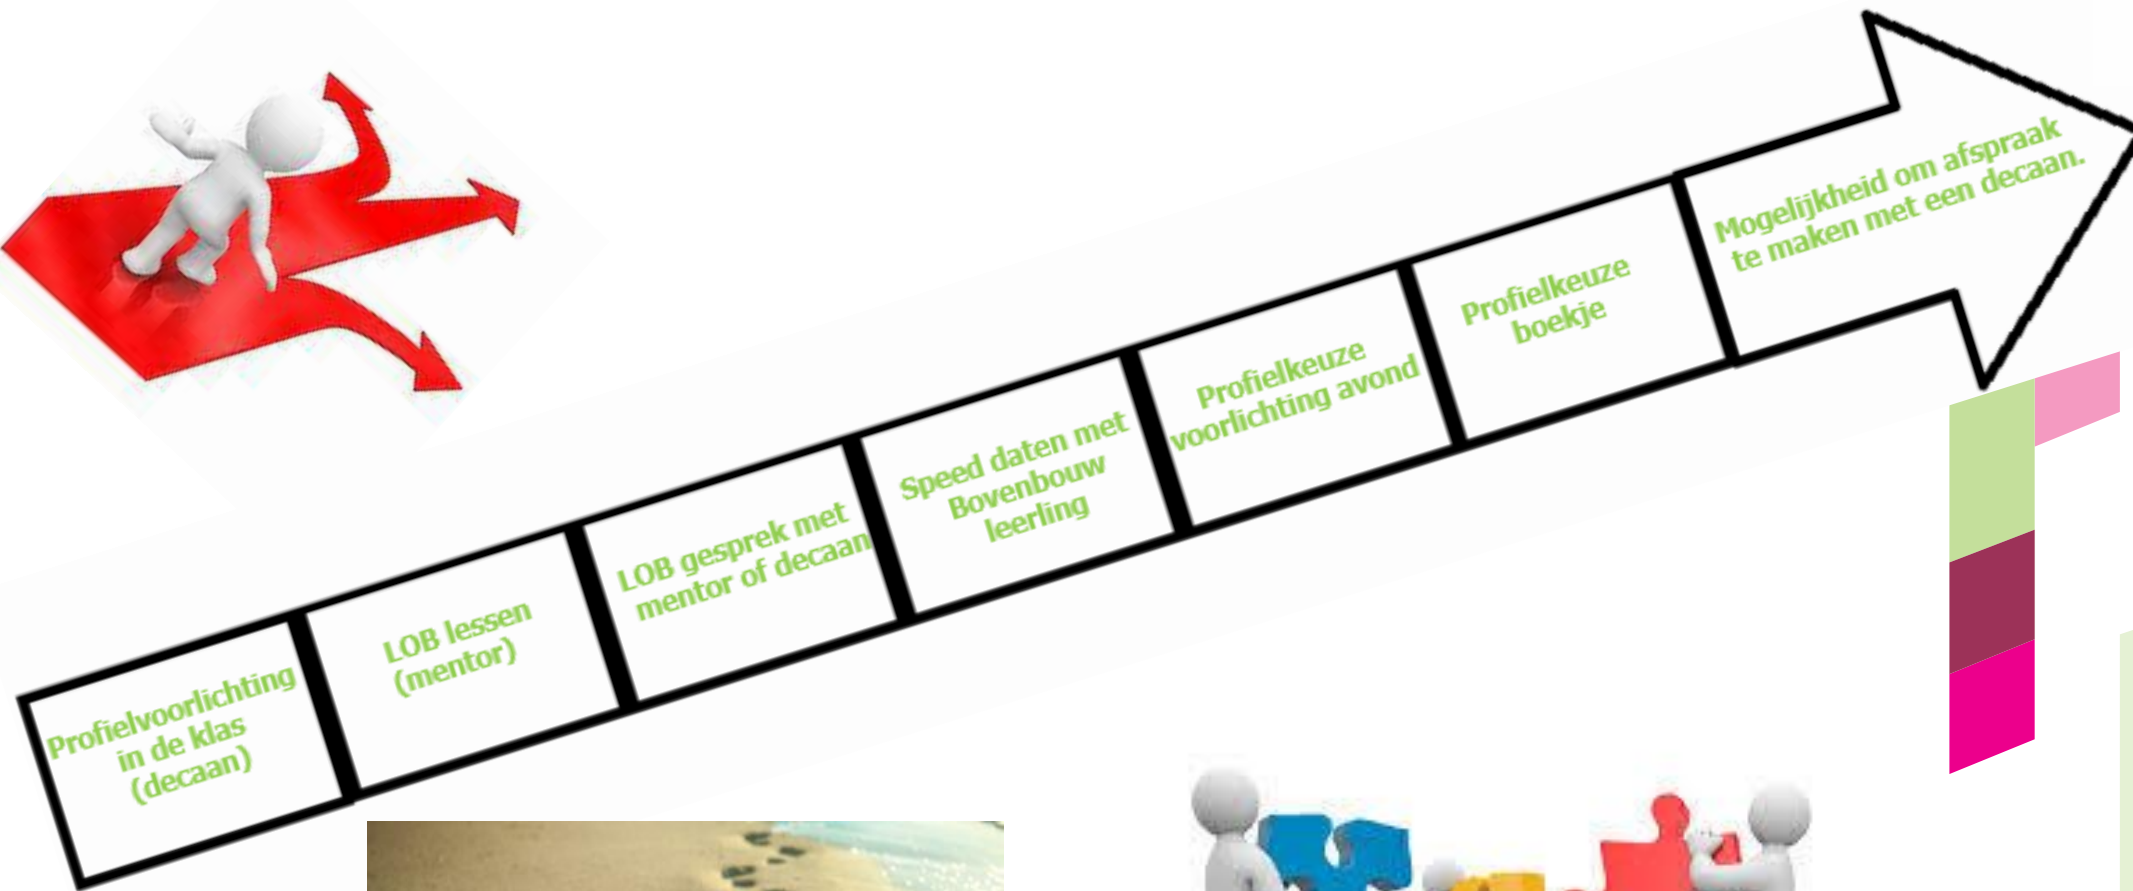 Profielvoorlichting
in de klas
(decaan)
LOB lessen
(mentor)
LOB gesprek met
mentor of decaan
Speed daten met
Bovenbouw
leerling
Profielkeuze
voorlichting avond
Profielkeuze
boekje
Mogelijkheid om afspraak
te maken met een decaan.